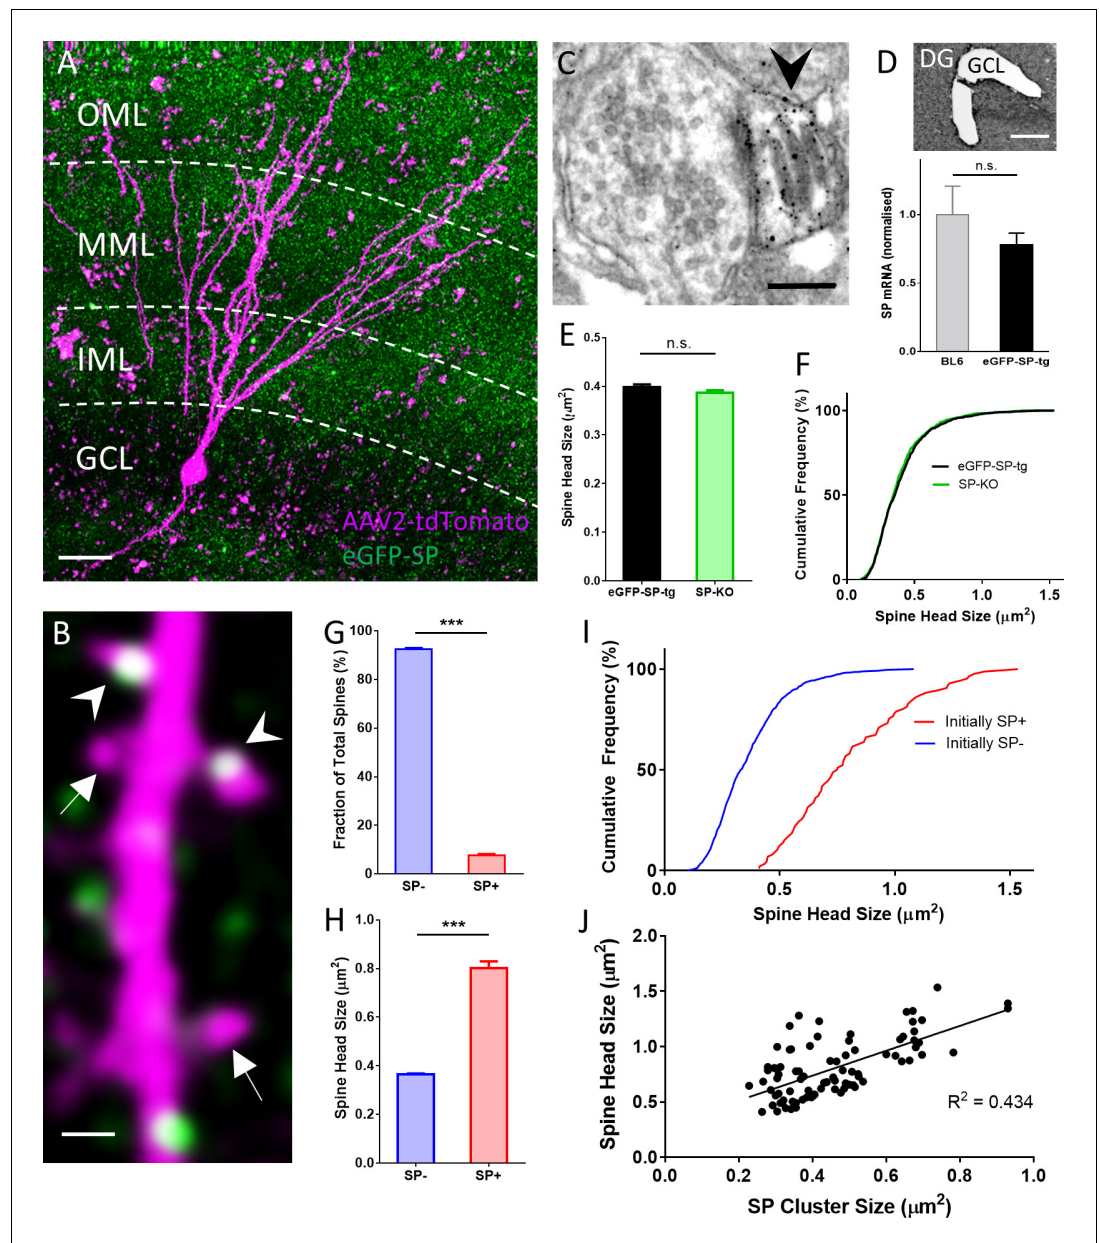 A
OML
MML
IML
GCL
AAV2-tdTomato
eGFP-SP
B
C
D
DG
GCL
n.s.
SP mRNA (normalised)
1.0
0.5
0.0
BL6
eGFP-SP-tg
E
n.s.
Spine Head Size (μm²)
0.5
0.4
0.3
0.2
0.1
0.0
eGFP-SP-tg
SP-KO
F
Cumulative Frequency (%)
100
50
0
eGFP-SP-tg
SP-KO
0.0
0.5
1.0
1.5
Spine Head Size (μm²)
G
***
Fraction of Total Spines (%)
100
80
60
40
20
0
SP-
SP+
H
***
Spine Head Size (μm²)
1.0
0.8
0.6
0.4
0.2
0.0
SP-
SP+
I
Cumulative Frequency (%)
100
50
0
Initially SP+
Initially SP-
0.0
0.5
1.0
1.5
Spine Head Size (μm²)
J
Spine Head Size (μm²)
2.0
1.5
1.0
0.5
0.0
R² = 0.434
0.0
0.2
0.4
0.6
0.8
1.0
SP Cluster Size (μm²)